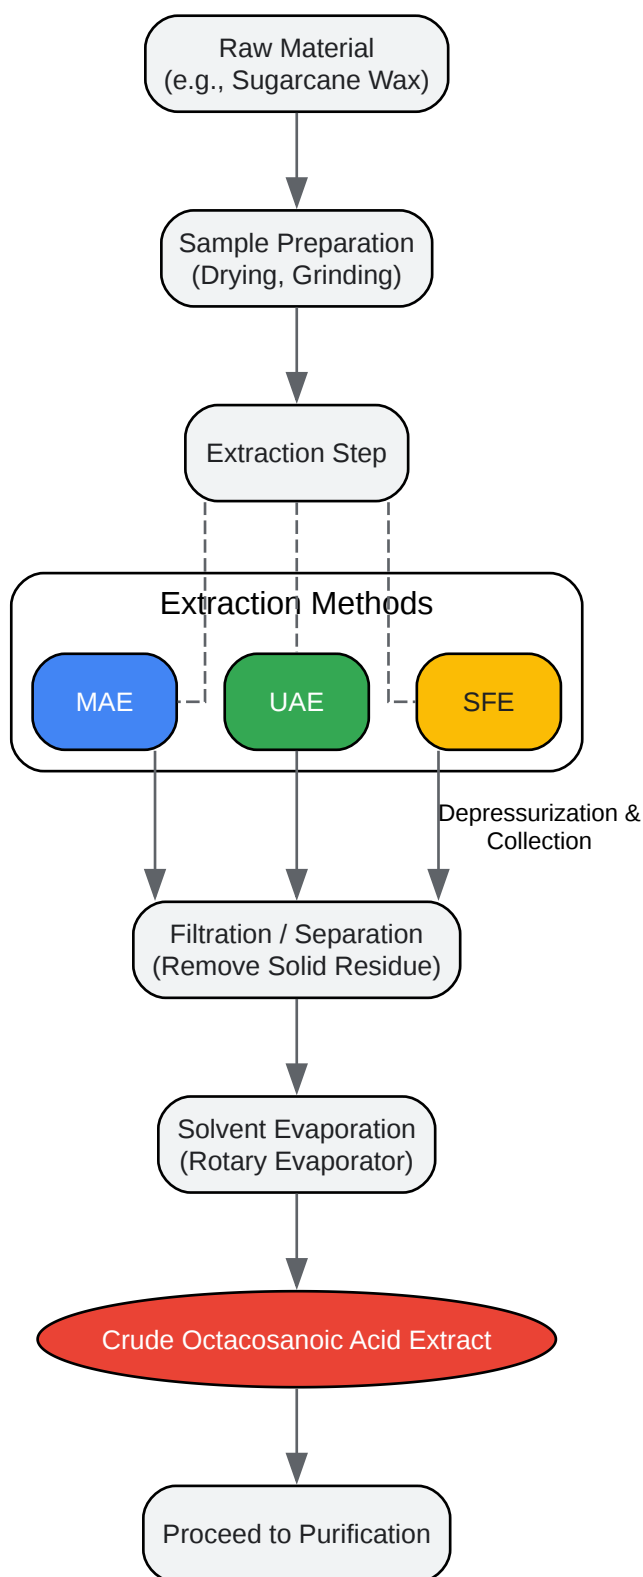 Raw Material
(e.g., Sugarcane Wax)
Sample Preparation
(Drying, Grinding)
Extraction Step
Extraction Methods
MAE
UAE
SFE
Depressurization &
Collection
Filtration / Separation
(Remove Solid Residue)
Solvent Evaporation
(Rotary Evaporator)
Crude Octacosanoic Acid Extract
Proceed to Purification